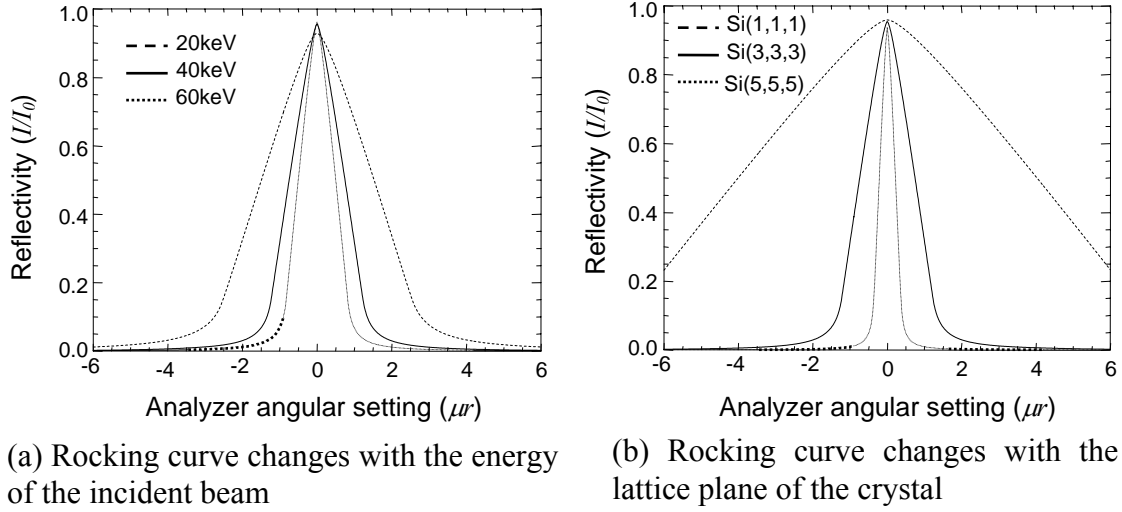 1.0
0.8
0.6
0.4
0.2
0.0
Reflectivity (I/I0)
20keV
40keV
60keV
-6 -4 -2 0 2 4 6
Analyzer angular setting (μr)
(a) Rocking curve changes with the energy
of the incident beam
1.0
0.8
0.6
0.4
0.2
0.0
Reflectivity (I/I0)
Si(1,1,1)
Si(3,3,3)
Si(5,5,5)
-6 -4 -2 0 2 4 6
Analyzer angular setting (μr)
(b) Rocking curve changes with the
lattice plane of the crystal